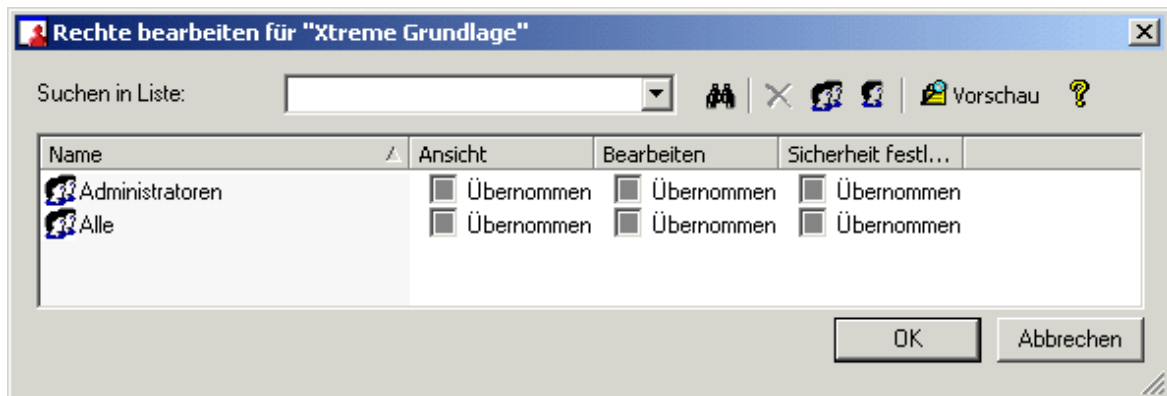 Rechte bearbeiten für "Xtreme Grundlage"
Suchen in Liste: Vorschau
Name Ansicht Bearbeiten Sicherheit festl...
Administratoren Übernommen Übernommen Übernommen
Alle Übernommen Übernommen Übernommen
OK Abbrechen